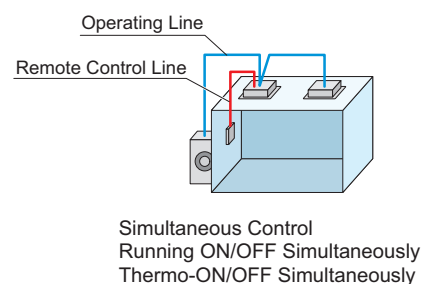 Operating Line
Remote Control Line
Simultaneous Control
Running ON/OFF Simultaneously
Thermo-ON/OFF Simultaneously